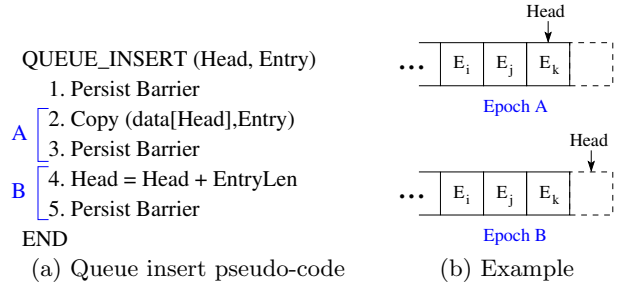 QUEUE_INSERT (Head, Entry)
1. Persist Barrier
A
2. Copy (data[Head],Entry)
3. Persist Barrier
B
4. Head = Head + EntryLen
5. Persist Barrier
END
(a) Queue insert pseudo-code
Head
... Ei Ej Ek
Epoch A
Head
... Ei Ej Ek
Epoch B
(b) Example